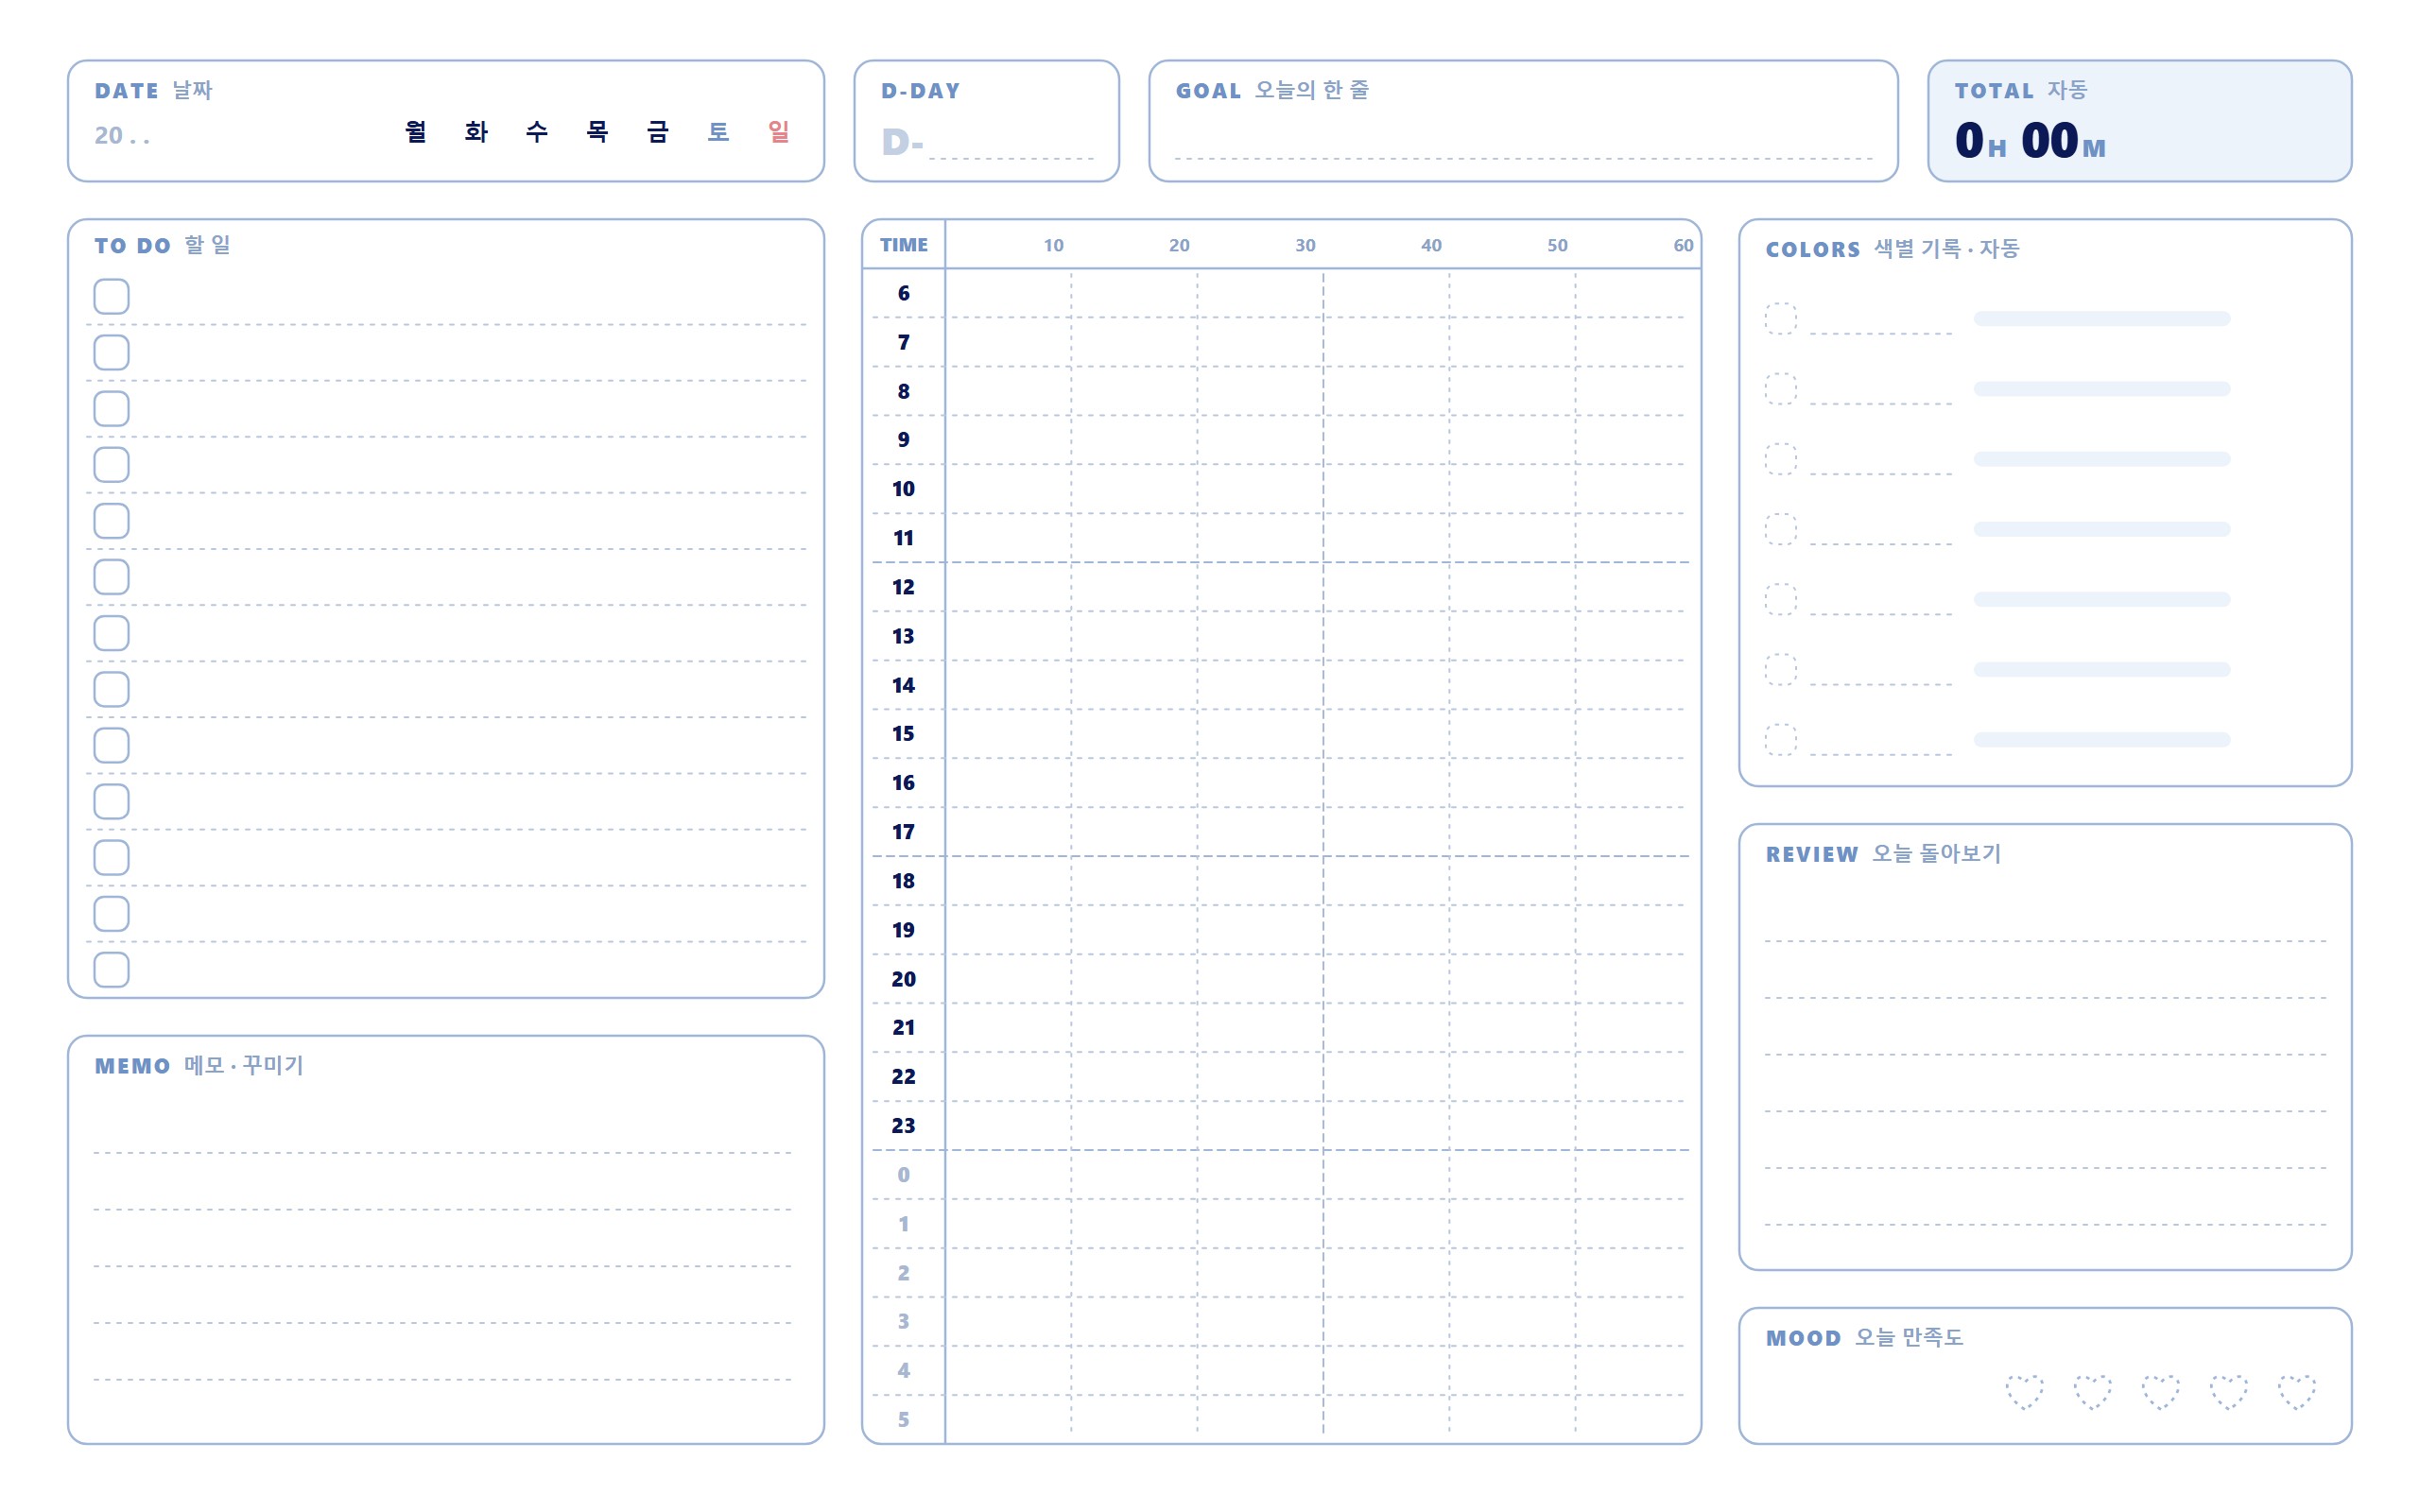 DATE 날짜
20 . .
월 화 수 목 금 토 일
D-DAY
D-
GOAL 오늘의 한 줄
TOTAL 자동
0H 00M
TO DO 할 일
MEMO 메모 · 꾸미기
TIME 10 20 30 40 50 60
6
7
8
9
10
11
12
13
14
15
16
17
18
19
20
21
22
23
0
1
2
3
4
5
COLORS 색별 기록 · 자동
REVIEW 오늘 돌아보기
MOOD 오늘 만족도